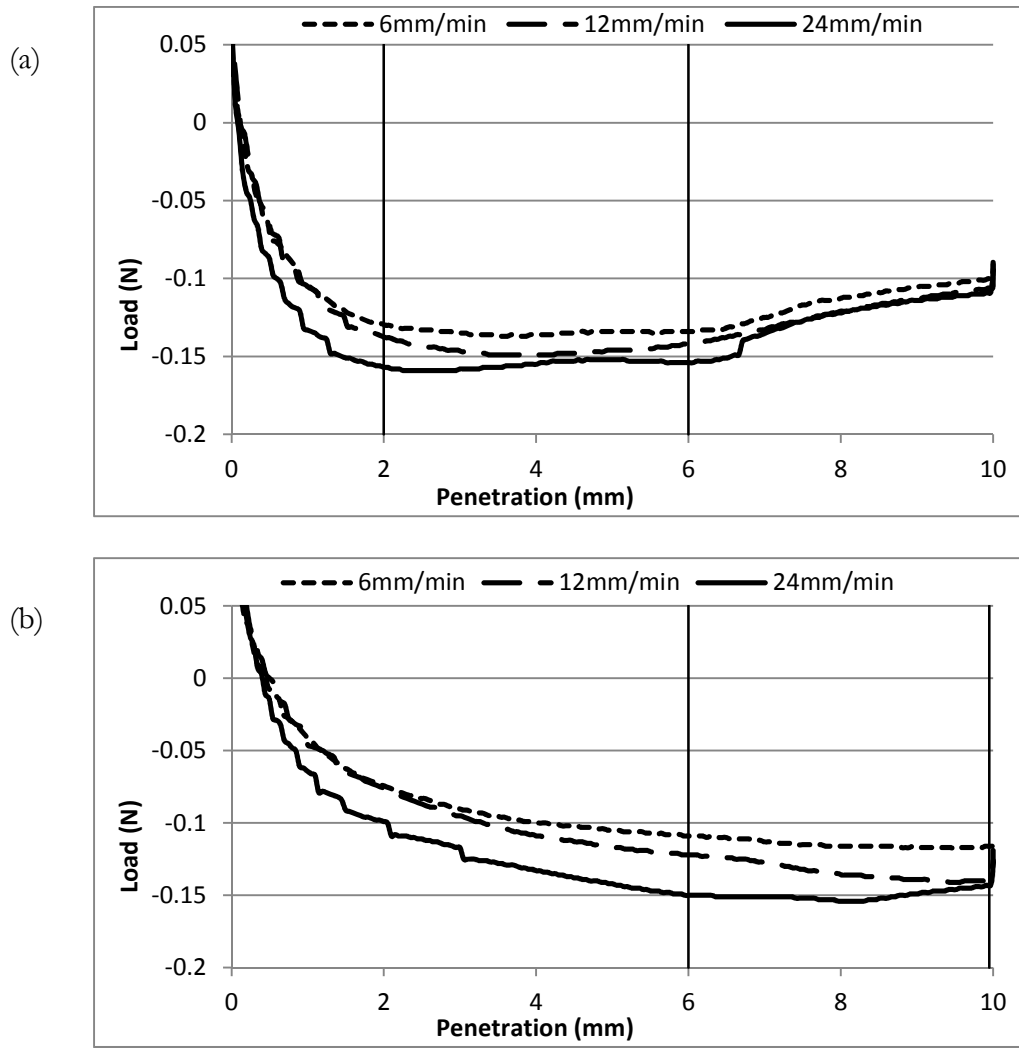 (a)
6mm/min 12mm/min 24mm/min
0.05
0
-0.05
-0.1
-0.15
-0.2
Load (N)
0 2 4 6 8 10
Penetration (mm)
(b)
6mm/min 12mm/min 24mm/min
0.05
0
-0.05
-0.1
-0.15
-0.2
Load (N)
0 2 4 6 8 10
Penetration (mm)